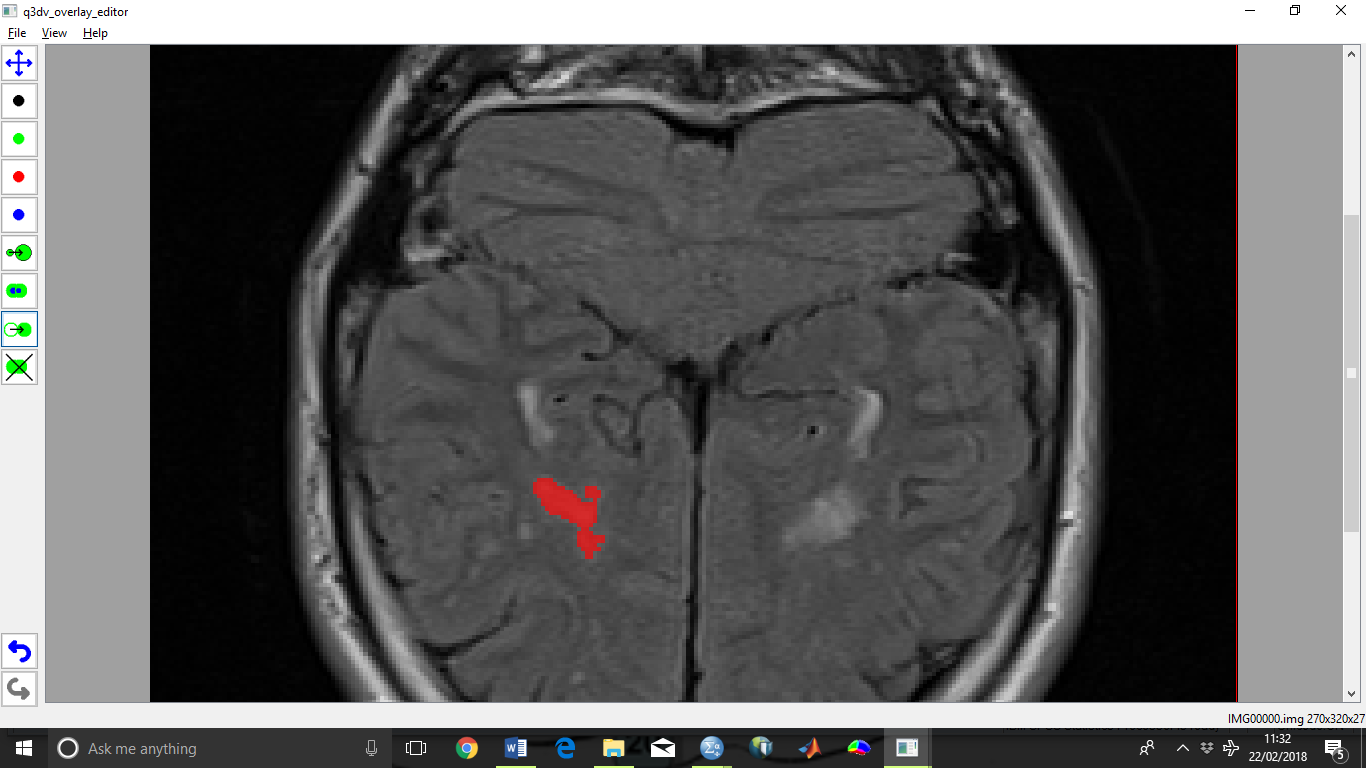 q3dv_overlay_editor
File View Help
IMG00000.img 270x320x27
Ask me anything
11:32
22/02/2018
5